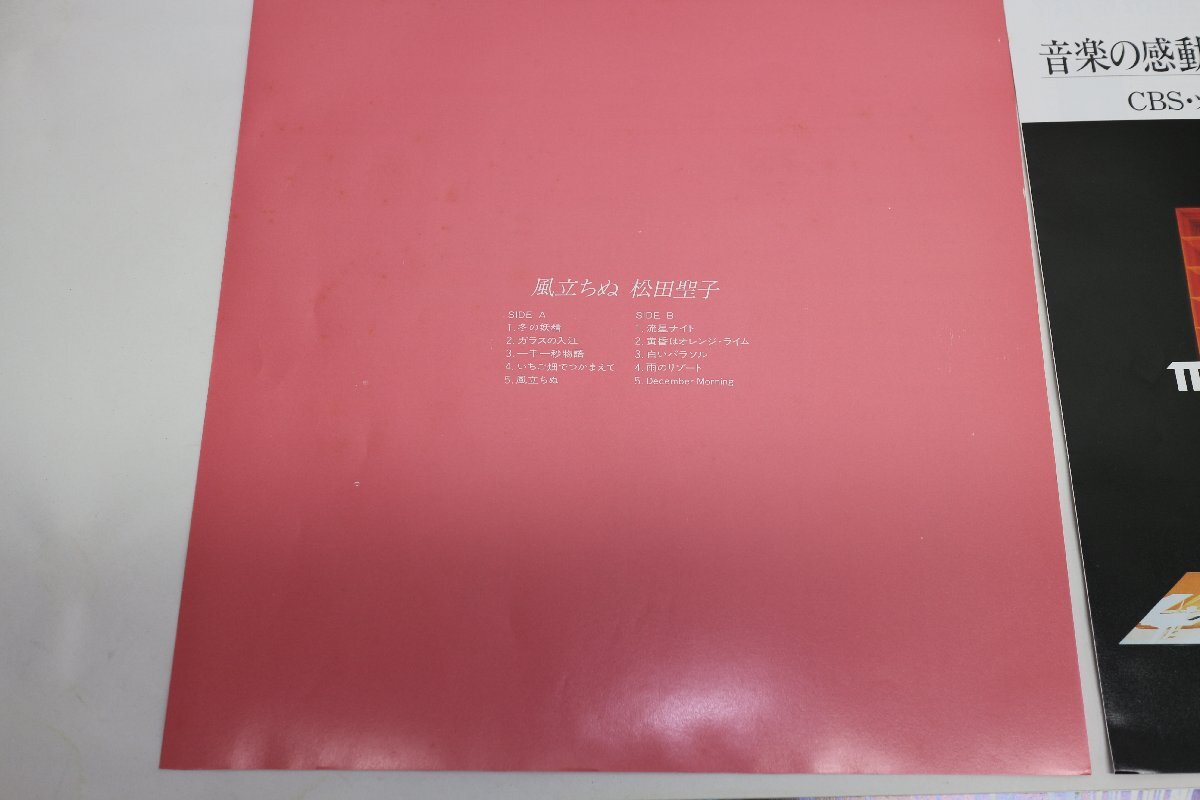 風立ちぬ 松田聖子
SIDE A
1. 冬の妖精
2. ガラスの入江
3. 一千一秒物語
4. いちご畑でつかまえて
5. 風立ちぬ
SIDE B
1. 流星ナイト
2. 黄昏はオレンジ・ライム
3. 白いパラソル
4. 雨のリゾート
5. December Morning
音楽の感動
CBS・